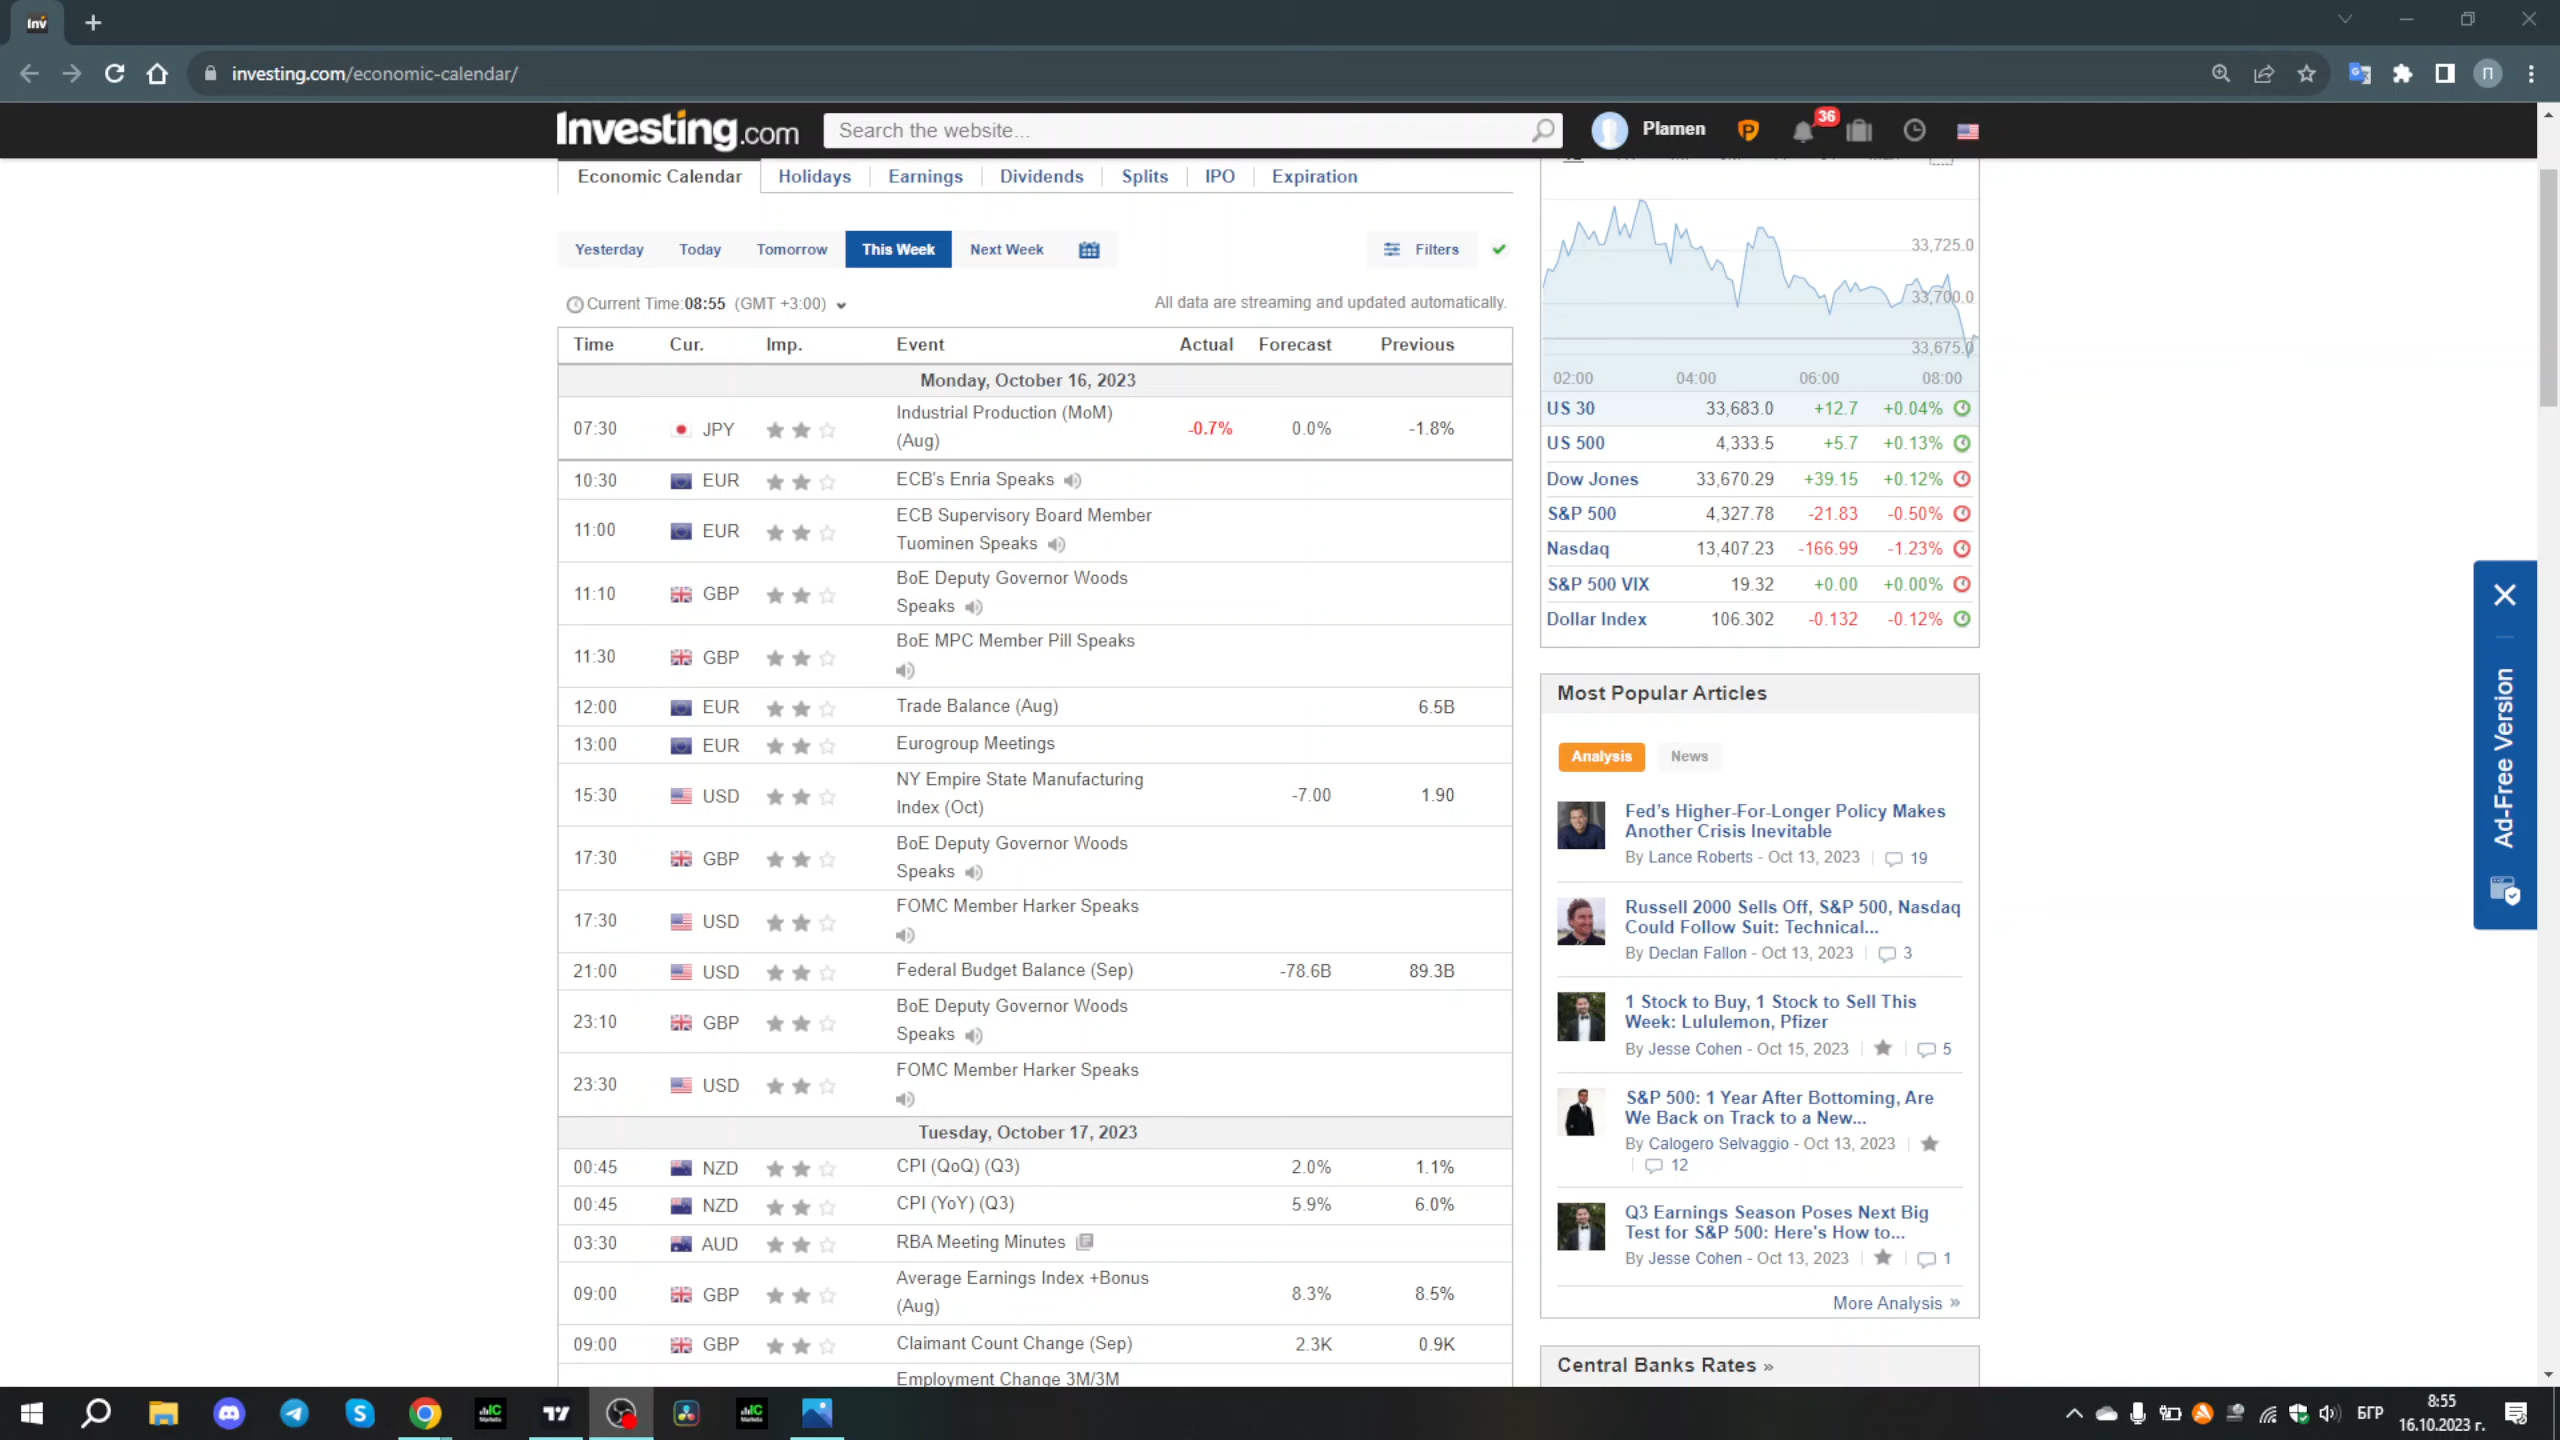 Inv
investing.com/economic-calendar/
П
Investing.com
Search the website...
Plamen
P
36
Economic Calendar
Holidays
Earnings
Dividends
Splits
IPO
Expiration
Yesterday
Today
Tomorrow
This Week
Next Week
Filters
Current Time:08:55 (GMT +3:00)
All data are streaming and updated automatically.
Time Cur. Imp. Event Actual Forecast Previous
Monday, October 16, 2023
07:30 JPY Industrial Production (MoM) -0.7% 0.0% -1.8%
(Aug)
10:30 EUR ECB's Enria Speaks
11:00 EUR ECB Supervisory Board Member
Tuominen Speaks
11:10 GBP BoE Deputy Governor Woods
Speaks
11:30 GBP BoE MPC Member Pill Speaks
12:00 EUR Trade Balance (Aug) 6.5B
13:00 EUR Eurogroup Meetings
15:30 USD NY Empire State Manufacturing -7.00 1.90
Index (Oct)
17:30 GBP BoE Deputy Governor Woods
Speaks
17:30 USD FOMC Member Harker Speaks
21:00 USD Federal Budget Balance (Sep) -78.6B 89.3B
23:10 GBP BoE Deputy Governor Woods
Speaks
23:30 USD FOMC Member Harker Speaks
Tuesday, October 17, 2023
00:45 NZD CPI (QoQ) (Q3) 2.0% 1.1%
00:45 NZD CPI (YoY) (Q3) 5.9% 6.0%
03:30 AUD RBA Meeting Minutes
09:00 GBP Average Earnings Index +Bonus 8.3% 8.5%
(Aug)
09:00 GBP Claimant Count Change (Sep) 2.3K 0.9K
Employment Change 3M/3M
33,725.0
33,700.0
33,675.0
02:00 04:00 06:00 08:00
US 30 33,683.0 +12.7 +0.04%
US 500 4,333.5 +5.7 +0.13%
Dow Jones 33,670.29 +39.15 +0.12%
S&P 500 4,327.78 -21.83 -0.50%
Nasdaq 13,407.23 -166.99 -1.23%
S&P 500 VIX 19.32 +0.00 +0.00%
Dollar Index 106.302 -0.132 -0.12%
Most Popular Articles
Analysis
News
Fed's Higher-For-Longer Policy Makes
Another Crisis Inevitable
By Lance Roberts - Oct 13, 2023 19
Russell 2000 Sells Off, S&P 500, Nasdaq
Could Follow Suit: Technical...
By Declan Fallon - Oct 13, 2023 3
1 Stock to Buy, 1 Stock to Sell This
Week: Lululemon, Pfizer
By Jesse Cohen - Oct 15, 2023 5
S&P 500: 1 Year After Bottoming, Are
We Back on Track to a New...
By Calogero Selvaggio - Oct 13, 2023
12
Q3 Earnings Season Poses Next Big
Test for S&P 500: Here's How to...
By Jesse Cohen - Oct 13, 2023 1
More Analysis »
Central Banks Rates »
Ad-Free Version
IC
Markets
IC
Markets
БГР
8:55
16.10.2023 г.